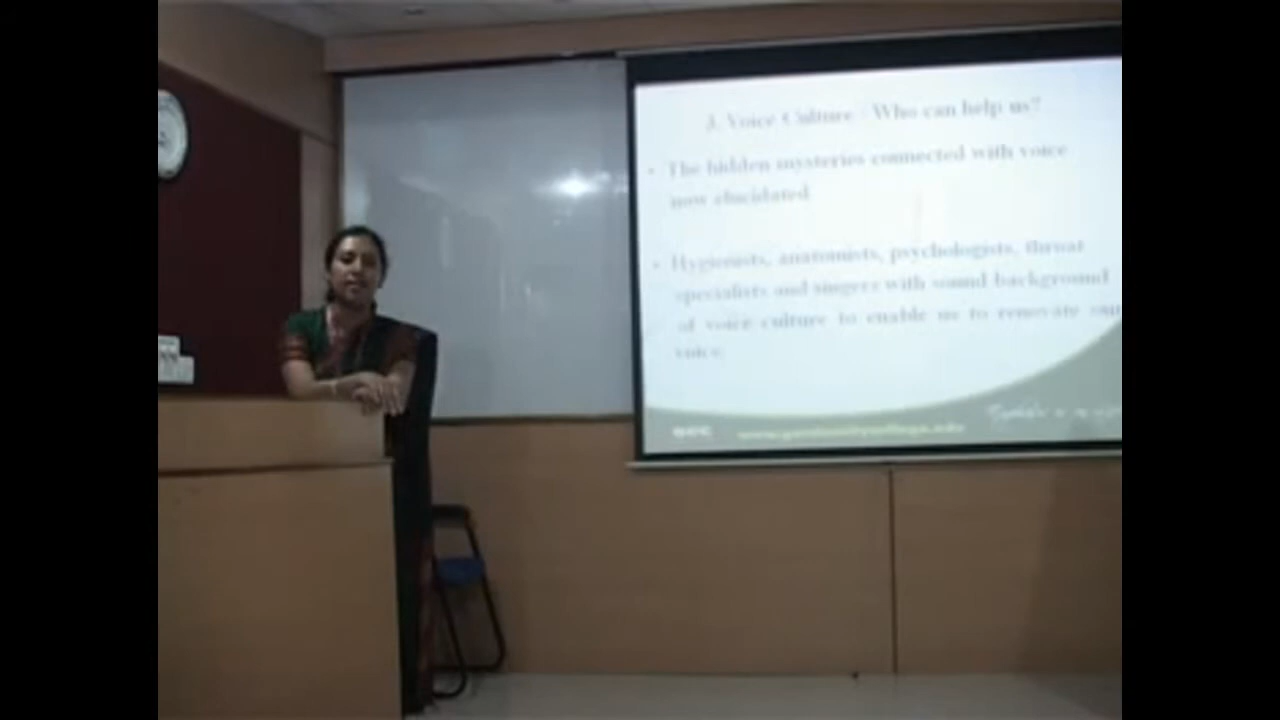 3. Voice Culture - Who can help us?
• The hidden mysteries connected with voice
now elucidated
• Hygienists, anatomists, psychologists, throat
specialists and singers with sound background
of voice culture to enable us to renovate our
voice.